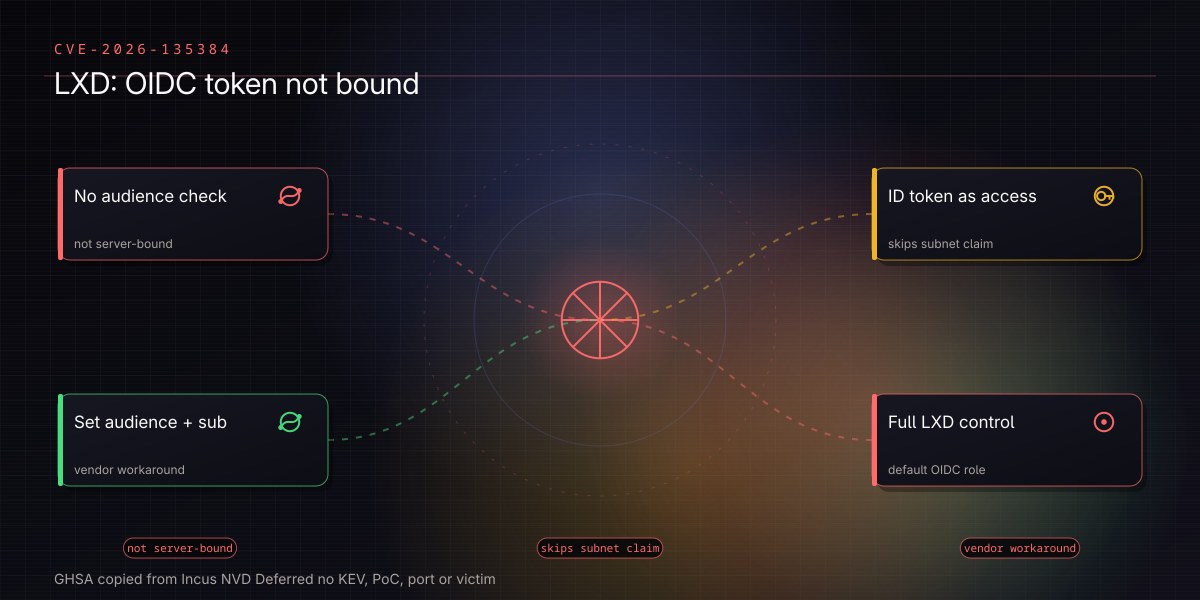 CVE-2026-135384
LXD: OIDC token not bound
No audience check
not server-bound
ID token as access
skips subnet claim
Set audience + sub
vendor workaround
Full LXD control
default OIDC role
not server-bound
skips subnet claim
vendor workaround
GHSA copied from Incus NVD Deferred no KEV, PoC, port or victim